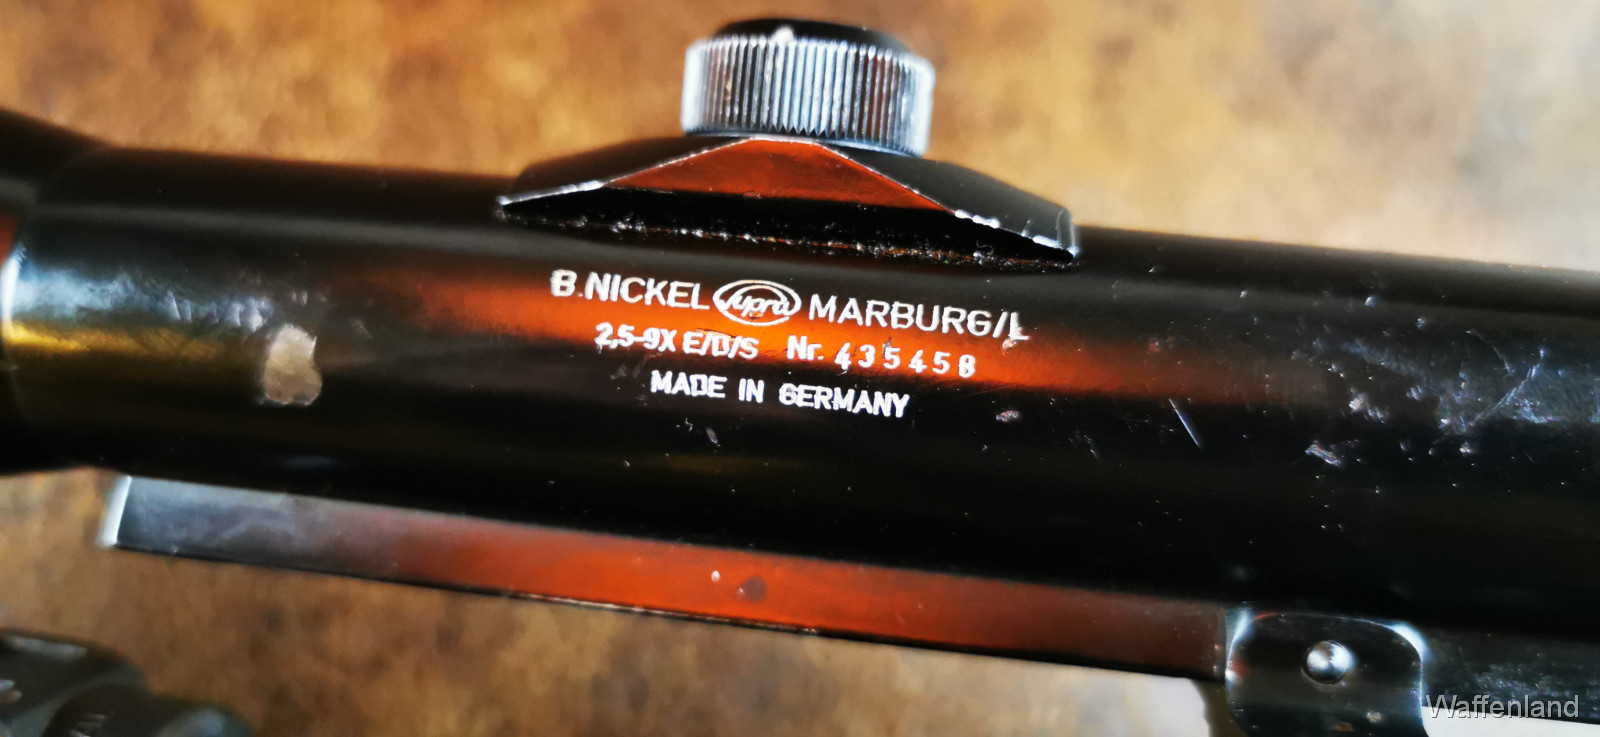 B. NICKEL Supra MARBURG/L
2,5-9X E/D/S Nr. 435458
MADE IN GERMANY
Waffenland